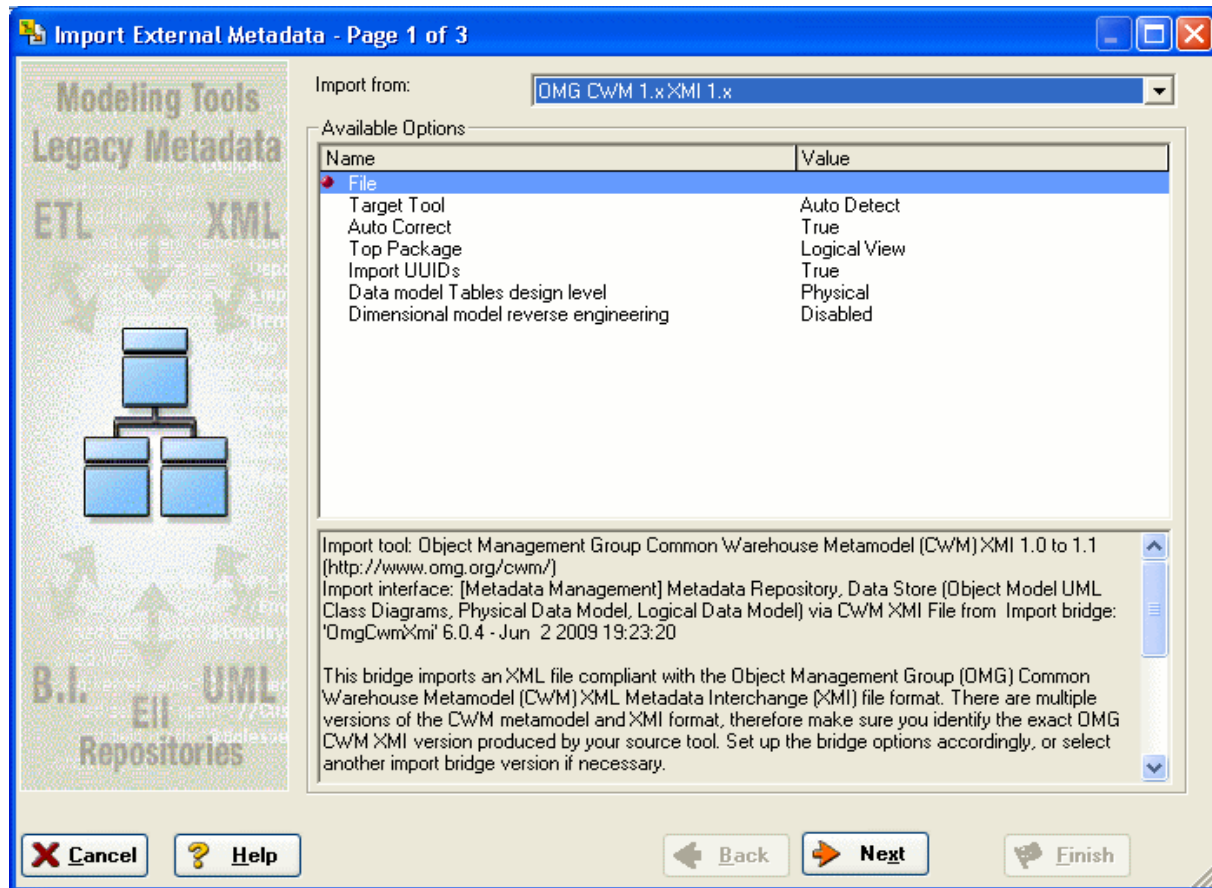 Import External Metadata - Page 1 of 3
Modeling Tools
Legacy Metadata
ETL XML
B.I. UML
EII
Repositories
Import from: OMG CWM 1.x XMI 1.x
Available Options
Name Value
File
Target Tool Auto Detect
Auto Correct True
Top Package Logical View
Import UUIDs True
Data model Tables design level Physical
Dimensional model reverse engineering Disabled
Import tool: Object Management Group Common Warehouse Metamodel (CWM) XMI 1.0 to 1.1
(http://www.omg.org/cwm/)
Import interface: [Metadata Management] Metadata Repository, Data Store (Object Model UML
Class Diagrams, Physical Data Model, Logical Data Model) via CWM XMI File from Import bridge:
'OmgCwmXmi' 6.0.4 - Jun 2 2009 19:23:20
This bridge imports an XML file compliant with the Object Management Group (OMG) Common
Warehouse Metamodel (CWM) XML Metadata Interchange (XMI) file format. There are multiple
versions of the CWM metamodel and XMI format, therefore make sure you identify the exact OMG
CWM XMI version produced by your source tool. Set up the bridge options accordingly, or select
another import bridge version if necessary.
Cancel Help Back Next Finish